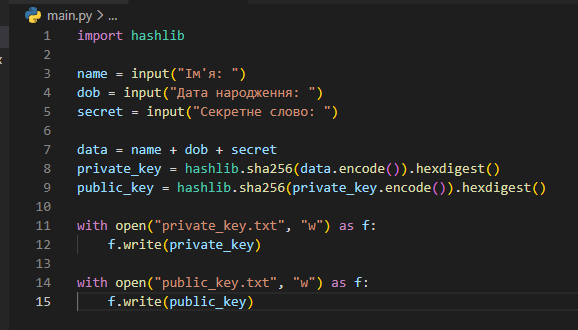 main.py > ...
1 import hashlib
2
3 name = input("Ім'я: ")
4 dob = input("Дата народження: ")
5 secret = input("Секретне слово: ")
6
7 data = name + dob + secret
8 private_key = hashlib.sha256(data.encode()).hexdigest()
9 public_key = hashlib.sha256(private_key.encode()).hexdigest()
10
11 with open("private_key.txt", "w") as f:
12     f.write(private_key)
13
14 with open("public_key.txt", "w") as f:
15     f.write(public_key)